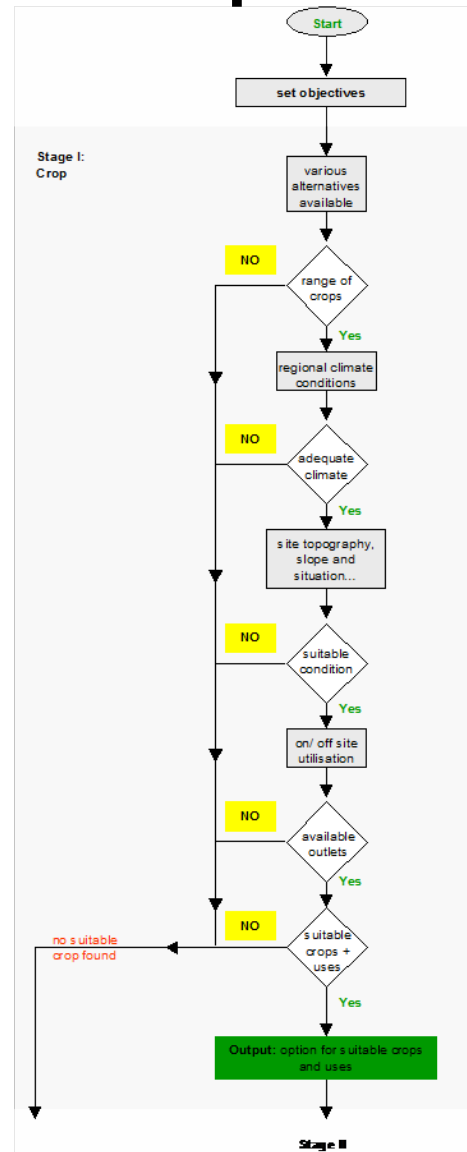 Start
set objectives
Stage I:
Crop
various
alternatives
available
NO
range of
crops
Yes
regional climate
conditions
NO
adequate
climate
Yes
site topography,
slope and
situation...
NO
suitable
condition
Yes
on/ off site
utilisation
NO
available
outlets
Yes
NO
no suitable
crop found
suitable
crops +
uses
Yes
Output: option for suitable crops
and uses
Stage II